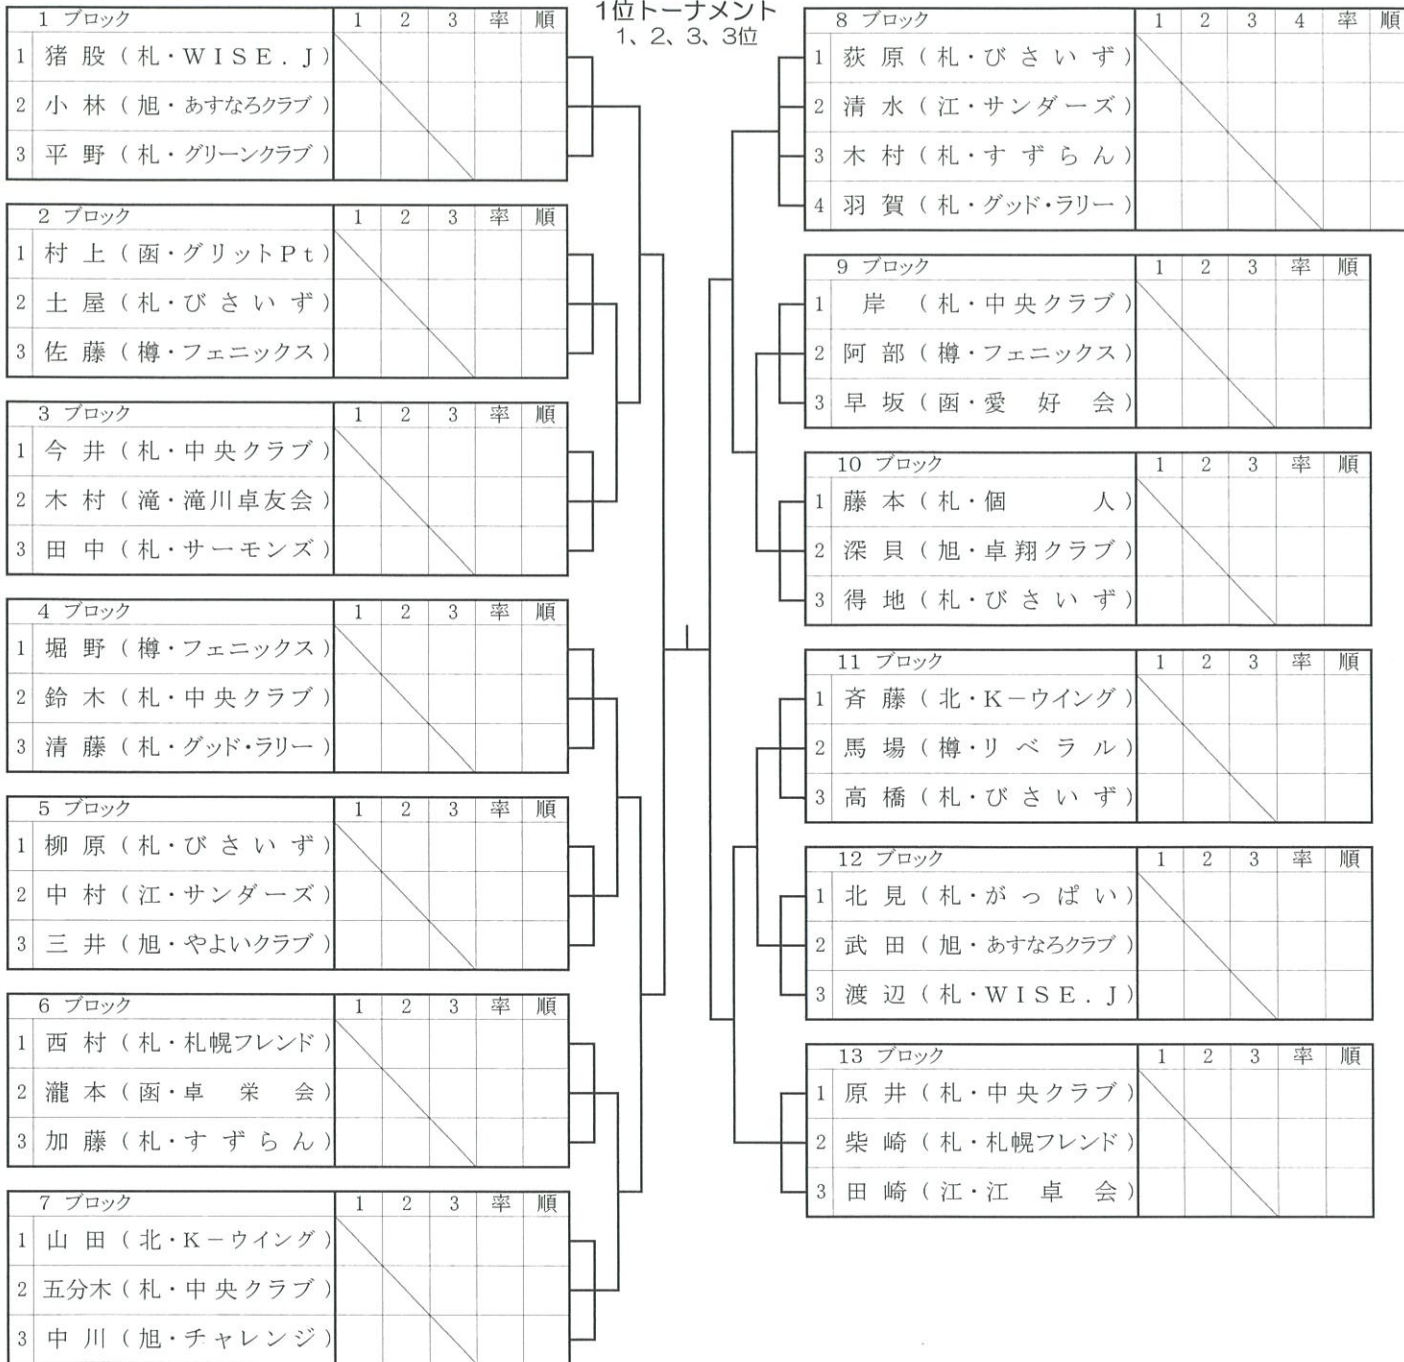 1位トーナメント
1、2、3、3位
1 ブロック 1 2 3 率 順
1 猪股（札・WISE.J）
2 小林（旭・あすなろクラブ）
3 平野（札・グリーンクラブ）
2 ブロック 1 2 3 率 順
1 村上（函・グリットPt）
2 土屋（札・びさいず）
3 佐藤（樽・フェニックス）
3 ブロック 1 2 3 率 順
1 今井（札・中央クラブ）
2 木村（滝・滝川卓友会）
3 田中（札・サーモンズ）
4 ブロック 1 2 3 率 順
1 堀野（樽・フェニックス）
2 鈴木（札・中央クラブ）
3 清藤（札・グッド・ラリー）
5 ブロック 1 2 3 率 順
1 柳原（札・びさいず）
2 中村（江・サンダーズ）
3 三井（旭・やよいクラブ）
6 ブロック 1 2 3 率 順
1 西村（札・札幌フレンド）
2 瀧本（函・卓栄会）
3 加藤（札・すずらん）
7 ブロック 1 2 3 率 順
1 山田（北・K－ウイング）
2 五分木（札・中央クラブ）
3 中川（旭・チャレンジ）
8 ブロック 1 2 3 4 率 順
1 荻原（札・びさいず）
2 清水（江・サンダーズ）
3 木村（札・すずらん）
4 羽賀（札・グッド・ラリー）
9 ブロック 1 2 3 率 順
1 岸（札・中央クラブ）
2 阿部（樽・フェニックス）
3 早坂（函・愛好会）
10 ブロック 1 2 3 率 順
1 藤本（札・個人）
2 深貝（旭・卓翔クラブ）
3 得地（札・びさいず）
11 ブロック 1 2 3 率 順
1 斉藤（北・K－ウイング）
2 馬場（樽・リベラル）
3 高橋（札・びさいず）
12 ブロック 1 2 3 率 順
1 北見（札・がっぱい）
2 武田（旭・あすなろクラブ）
3 渡辺（札・WISE.J）
13 ブロック 1 2 3 率 順
1 原井（札・中央クラブ）
2 柴崎（札・札幌フレンド）
3 田崎（江・江卓会）